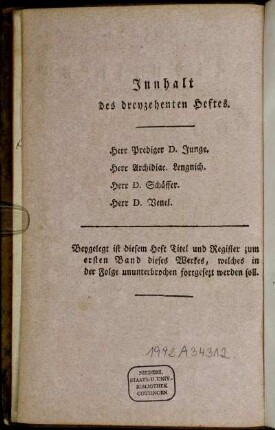 Innhalt
des dreyzehenten Heftes.
Herr Prediger D. Junge.
Herr Archidiac. Lengnich.
Herr D. Schäffer.
Herr D. Venel.
Beygelegt ist diesem Heft Titel und Register zum
ersten Band dieses Werkes, welches in
der Folge ununterbrochen fortgesetzt werden soll.
1992 A 34312
NIEDERS.
STAATS-U. UNIV.-
BIBLIOTHEK
GÖTTINGEN